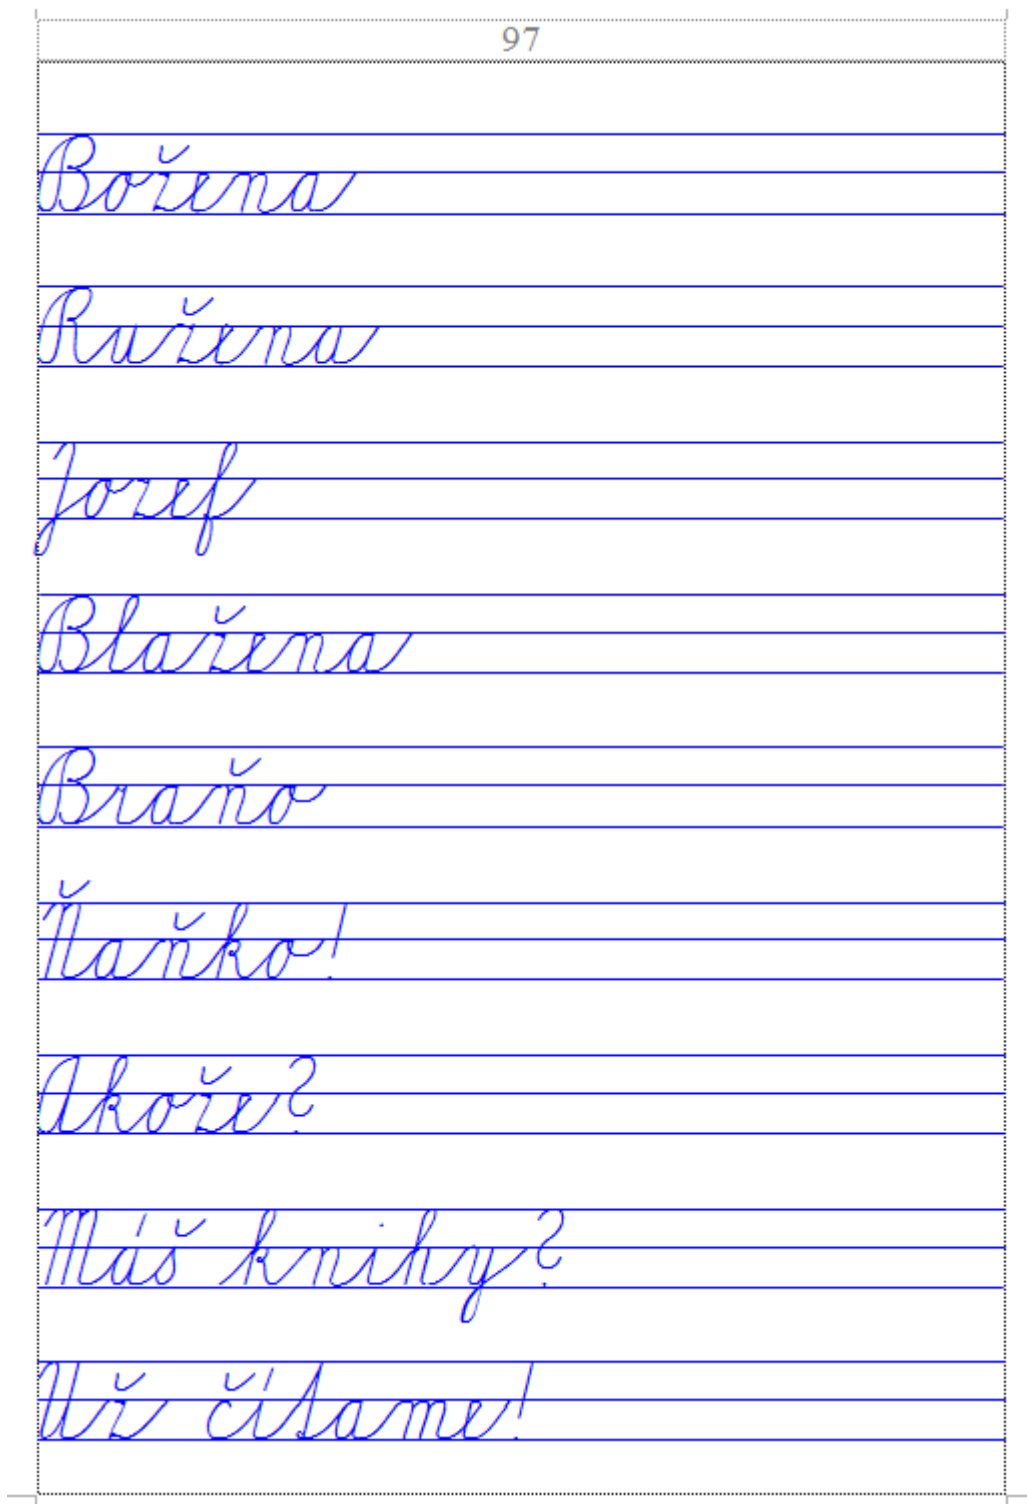 97
Božena
Ružena
Jozef
Blažena
Braňo
Ňaňko!
Akože?
Máš knihy?
Už čítame!